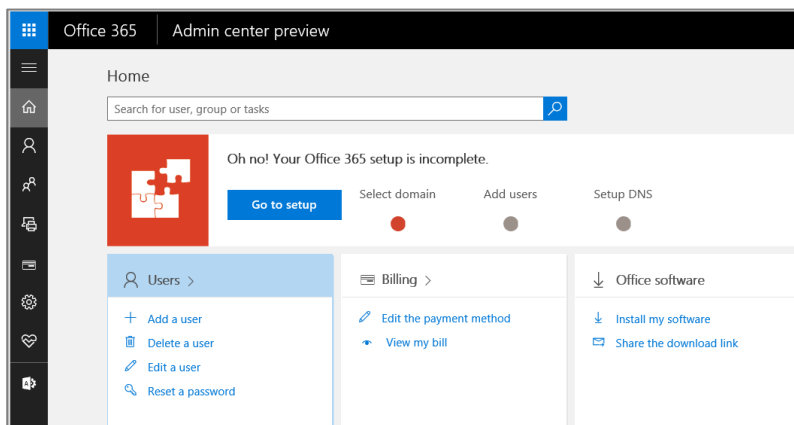 Office 365 Admin center preview
Home
Search for user, group or tasks
Oh no! Your Office 365 setup is incomplete.
Go to setup
Select domain
Add users
Setup DNS
Users >
Add a user
Delete a user
Edit a user
Reset a password
Billing >
Edit the payment method
View my bill
Office software
Install my software
Share the download link